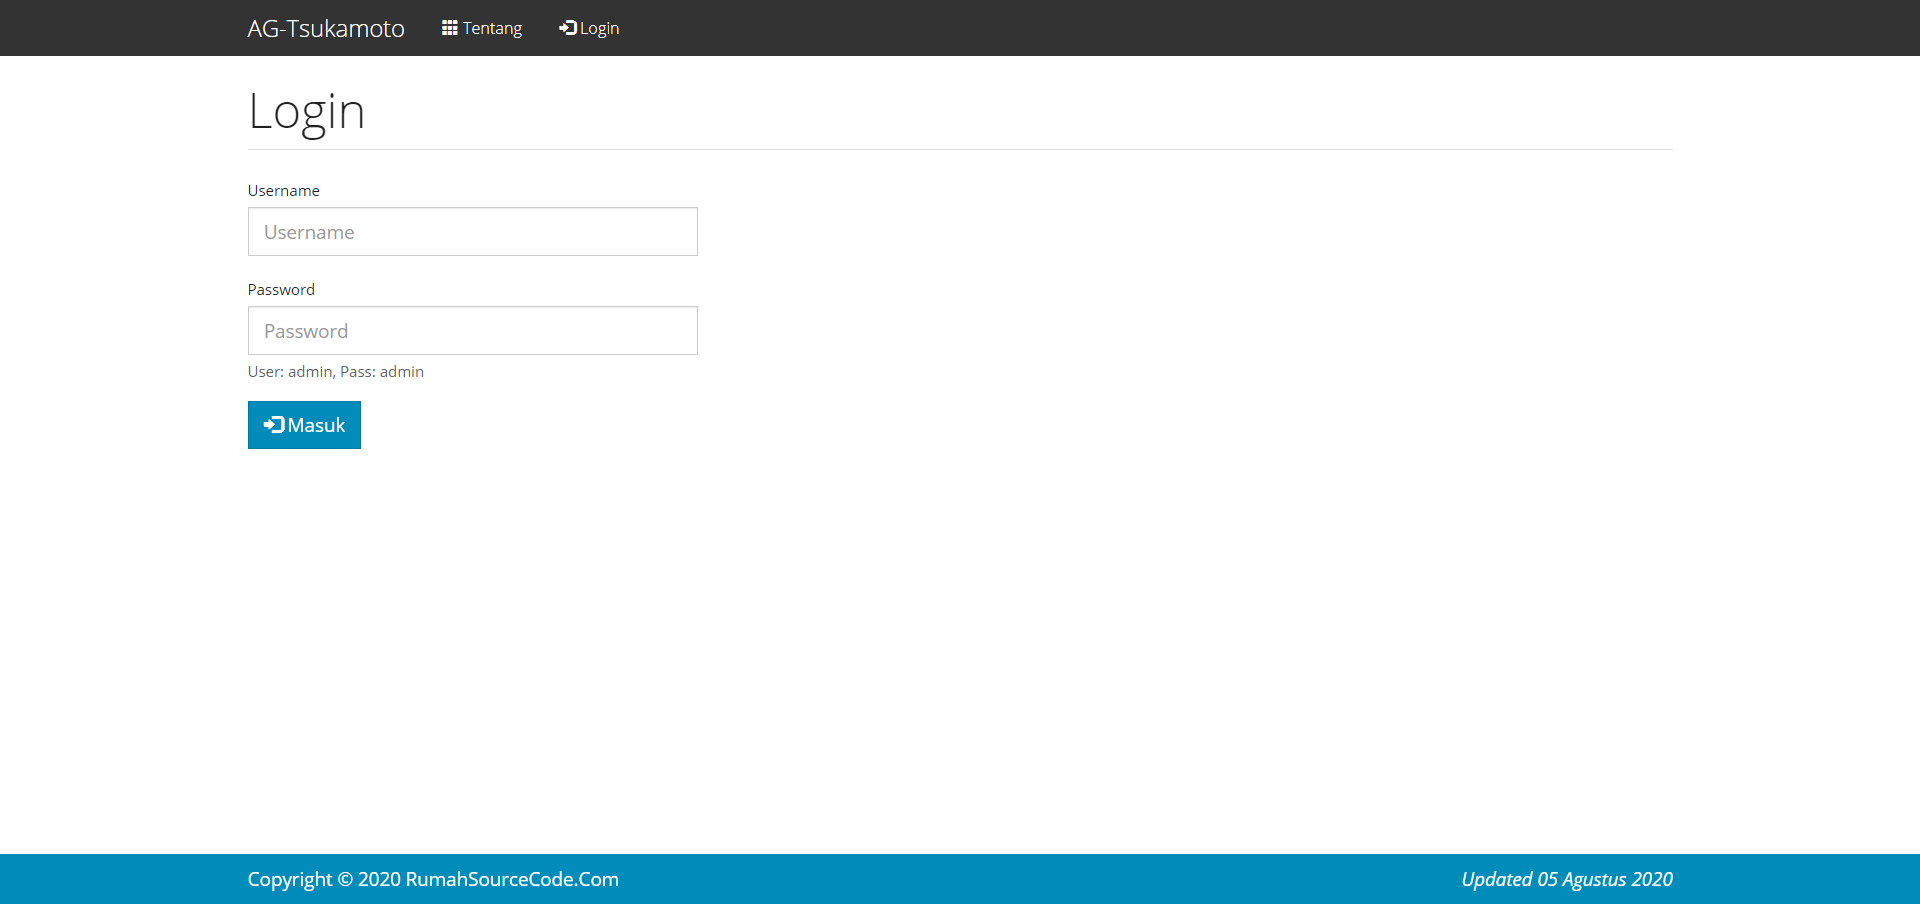 AG-Tsukamoto Tentang Login
Login
Username
Username
Password
Password
User: admin, Pass: admin
Masuk
Copyright © 2020 RumahSourceCode.Com Updated 05 Agustus 2020